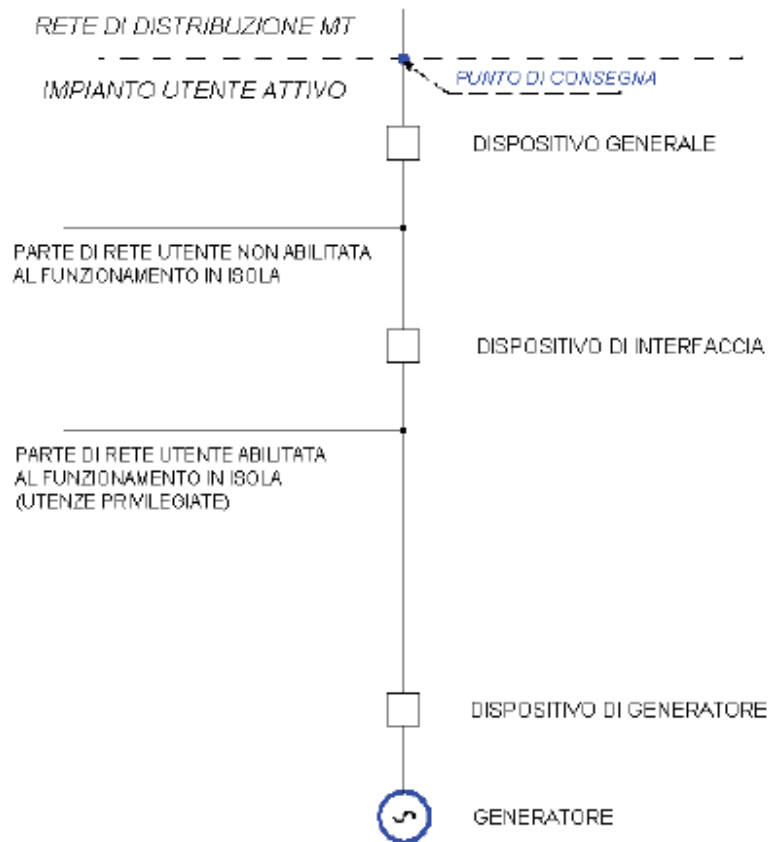 RETE DI DISTRIBUZIONE MT
PUNTO DI CONSEGNA
IMPIANTO UTENTE ATTIVO
DISPOSITIVO GENERALE
PARTE DI RETE UTENTE NON ABILITATA
AL FUNZIONAMENTO IN ISOLA
DISPOSITIVO DI INTERFACCIA
PARTE DI RETE UTENTE ABILITATA
AL FUNZIONAMENTO IN ISOLA
(UTENZE PRIVILEGIATE)
DISPOSITIVO DI GENERATORE
GENERATORE